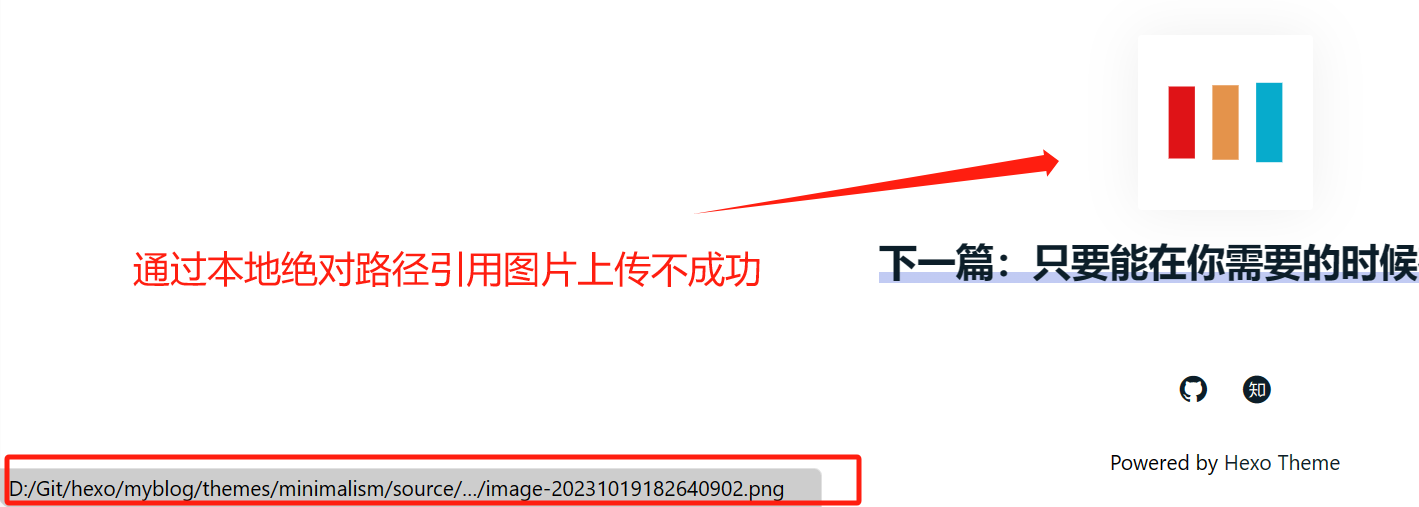 通过本地绝对路径引用图片上传不成功
下一篇：只要能在你需要的时候
知
Powered by Hexo Theme
D:/Git/hexo/myblog/themes/minimalism/source/.../image-20231019182640902.png